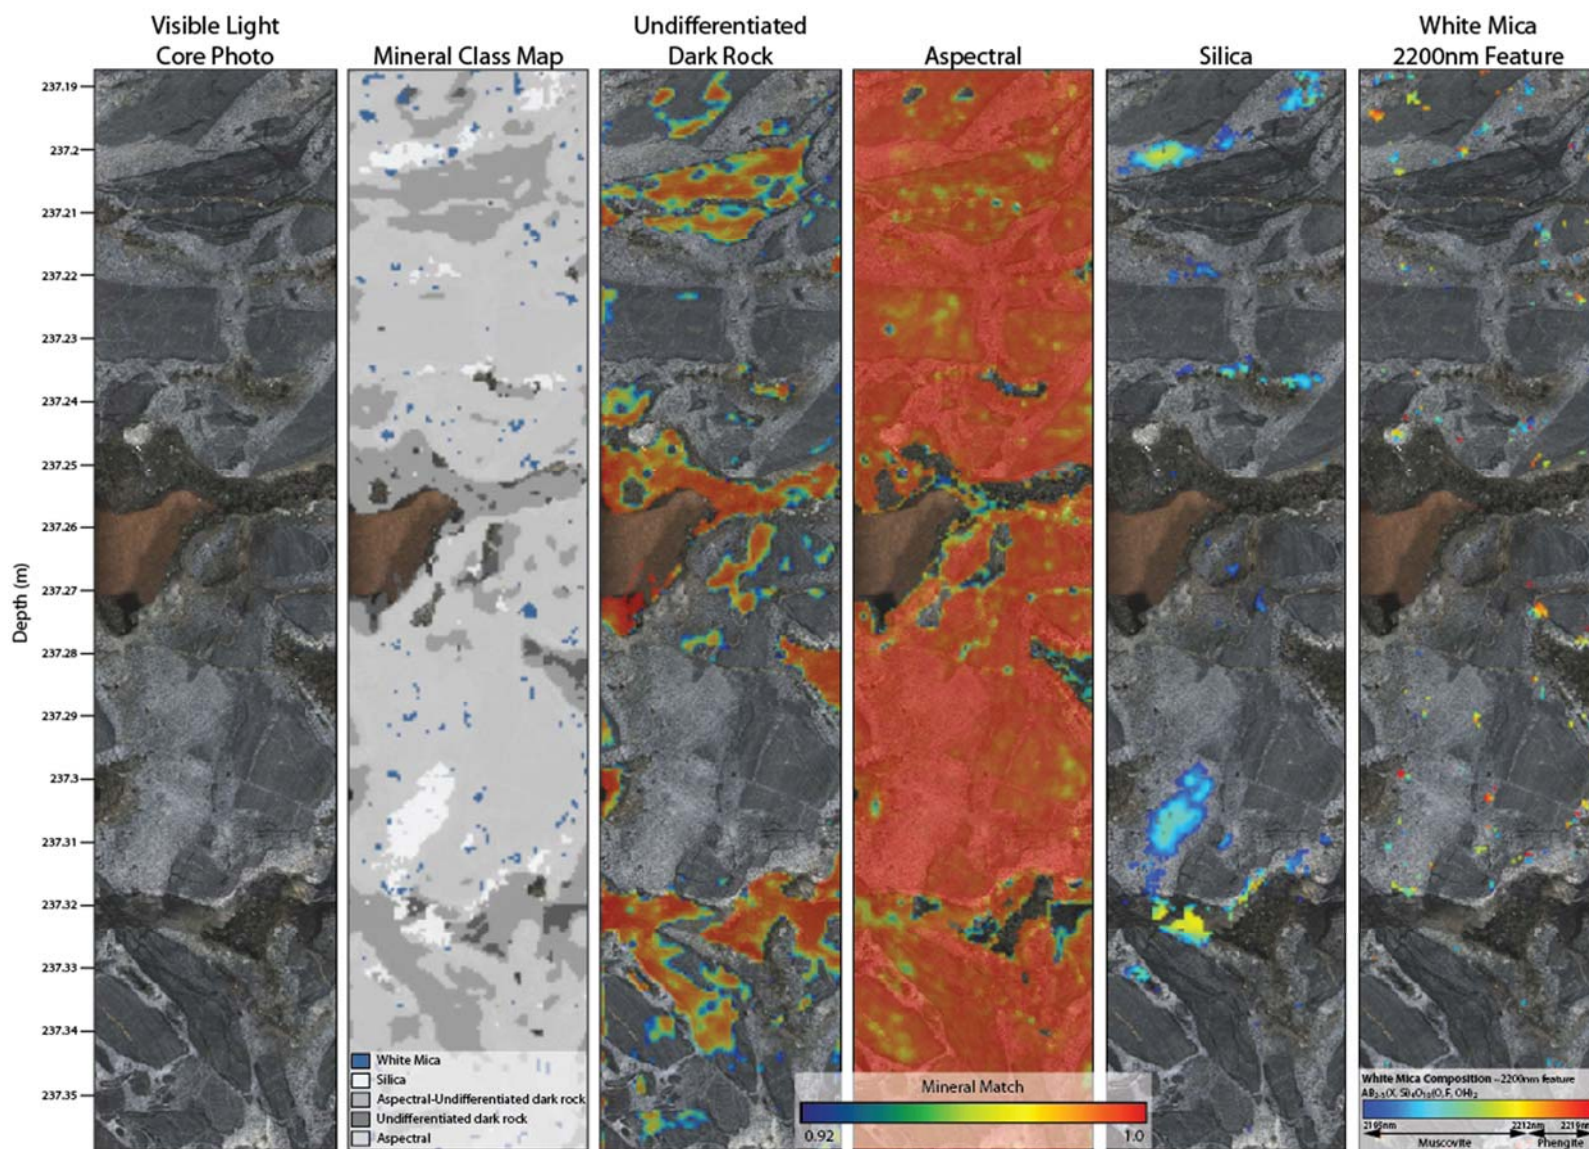 Visible Light
Core Photo
Mineral Class Map
Undifferentiated
Dark Rock
Aspectral
Silica
White Mica
2200nm Feature
Depth (m)
237.19
237.2
237.21
237.22
237.23
237.24
237.25
237.26
237.27
237.28
237.29
237.3
237.31
237.32
237.33
237.34
237.35
White Mica
Silica
Aspectral-Undifferentiated dark rock
Undifferentiated dark rock
Aspectral
Mineral Match
0.92 1.0
White Mica Composition ~2200nm feature
2212nm
Muscovite Phengite